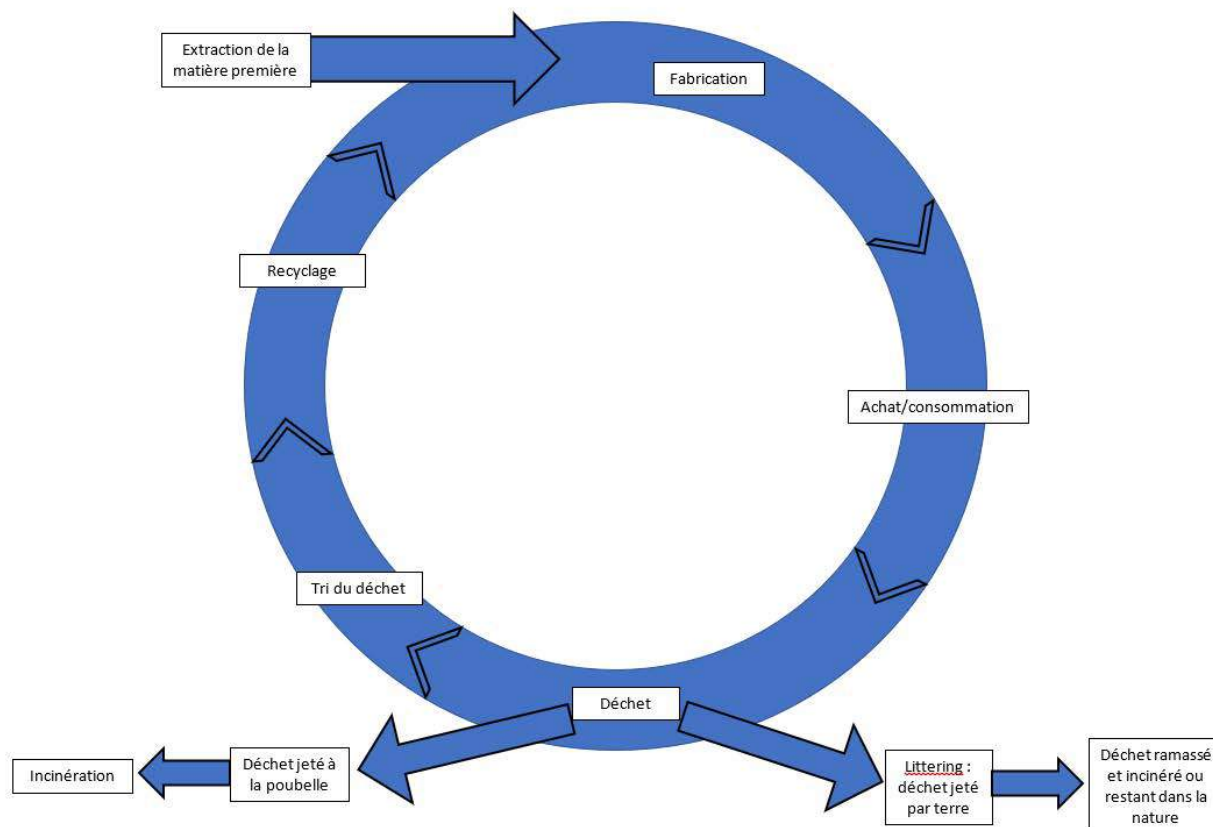 Extraction de la
matière première
Fabrication
Recyclage
Achat/consommation
Tri du déchet
Déchet
Incinération
Déchet jeté à
la poubelle
Littering :
déchet jeté
par terre
Déchet ramassé
et incinéré ou
restant dans la
nature